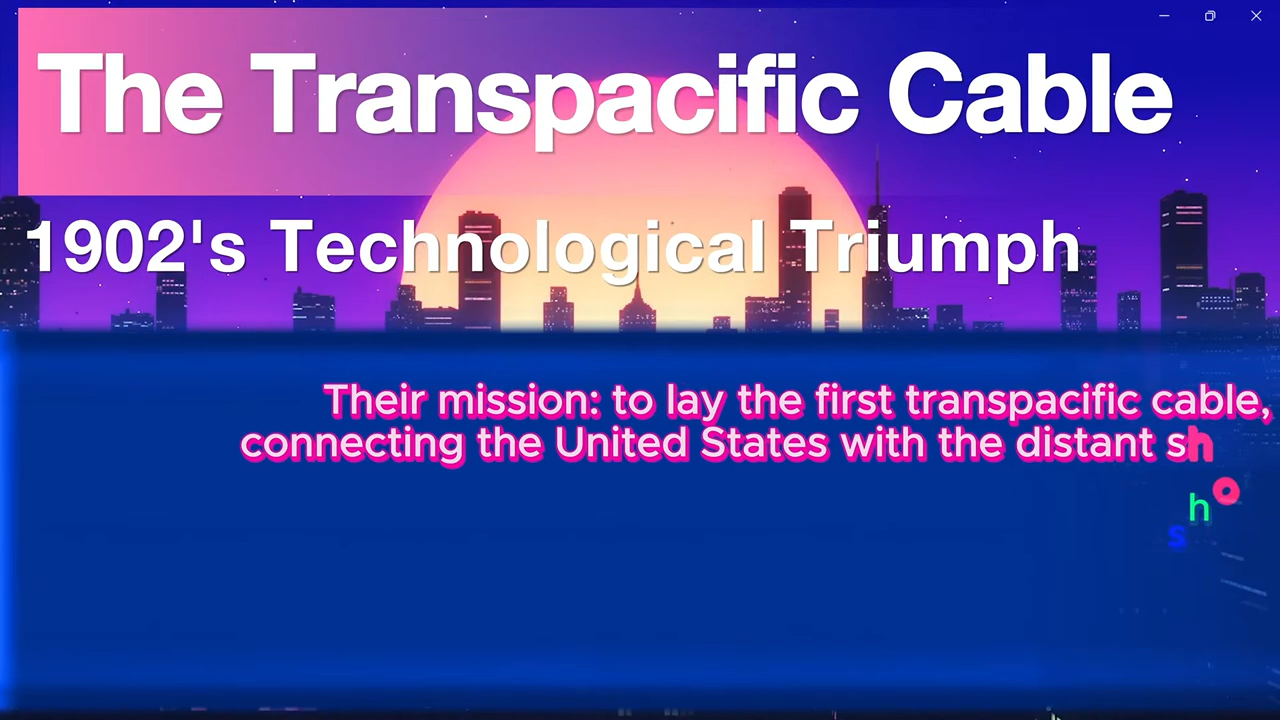 The Transpacific Cable
1902's Technological Triumph
Their mission: to lay the first transpacific cable,
connecting the United States with the distant sh
o
h
s